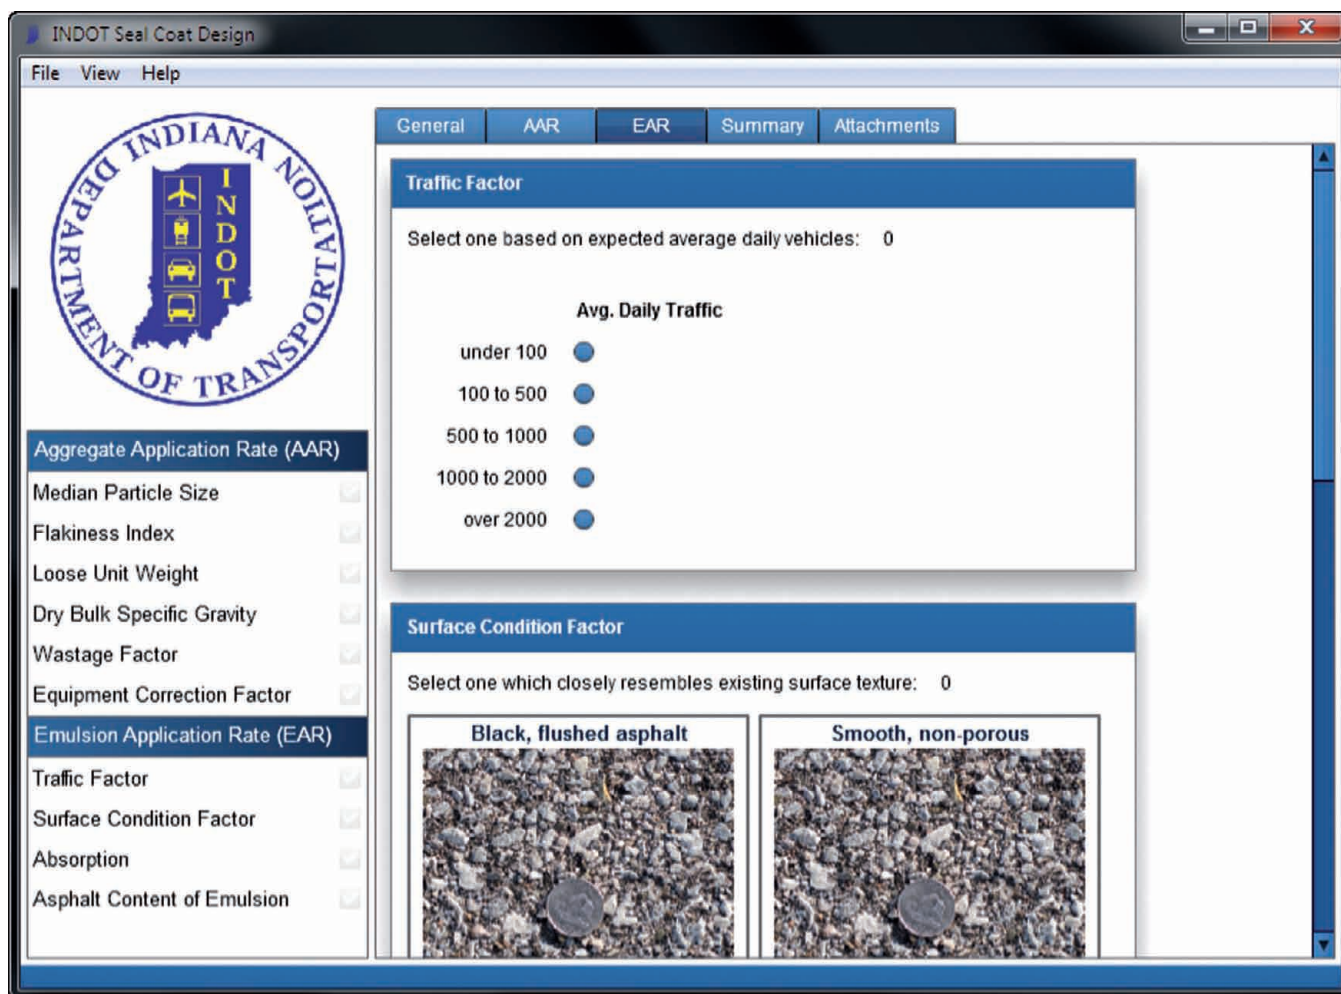 INDOT Seal Coat Design
File View Help
INDIANA
DEPARTMENT OF TRANSPORTATION
INDOT
General AAR EAR Summary Attachments
Traffic Factor
Select one based on expected average daily vehicles: 0
Avg. Daily Traffic
under 100
100 to 500
500 to 1000
1000 to 2000
over 2000
Aggregate Application Rate (AAR)
Median Particle Size
Flakiness Index
Loose Unit Weight
Dry Bulk Specific Gravity
Wastage Factor
Equipment Correction Factor
Emulsion Application Rate (EAR)
Traffic Factor
Surface Condition Factor
Absorption
Asphalt Content of Emulsion
Surface Condition Factor
Select one which closely resembles existing surface texture: 0
Black, flushed asphalt
Smooth, non-porous